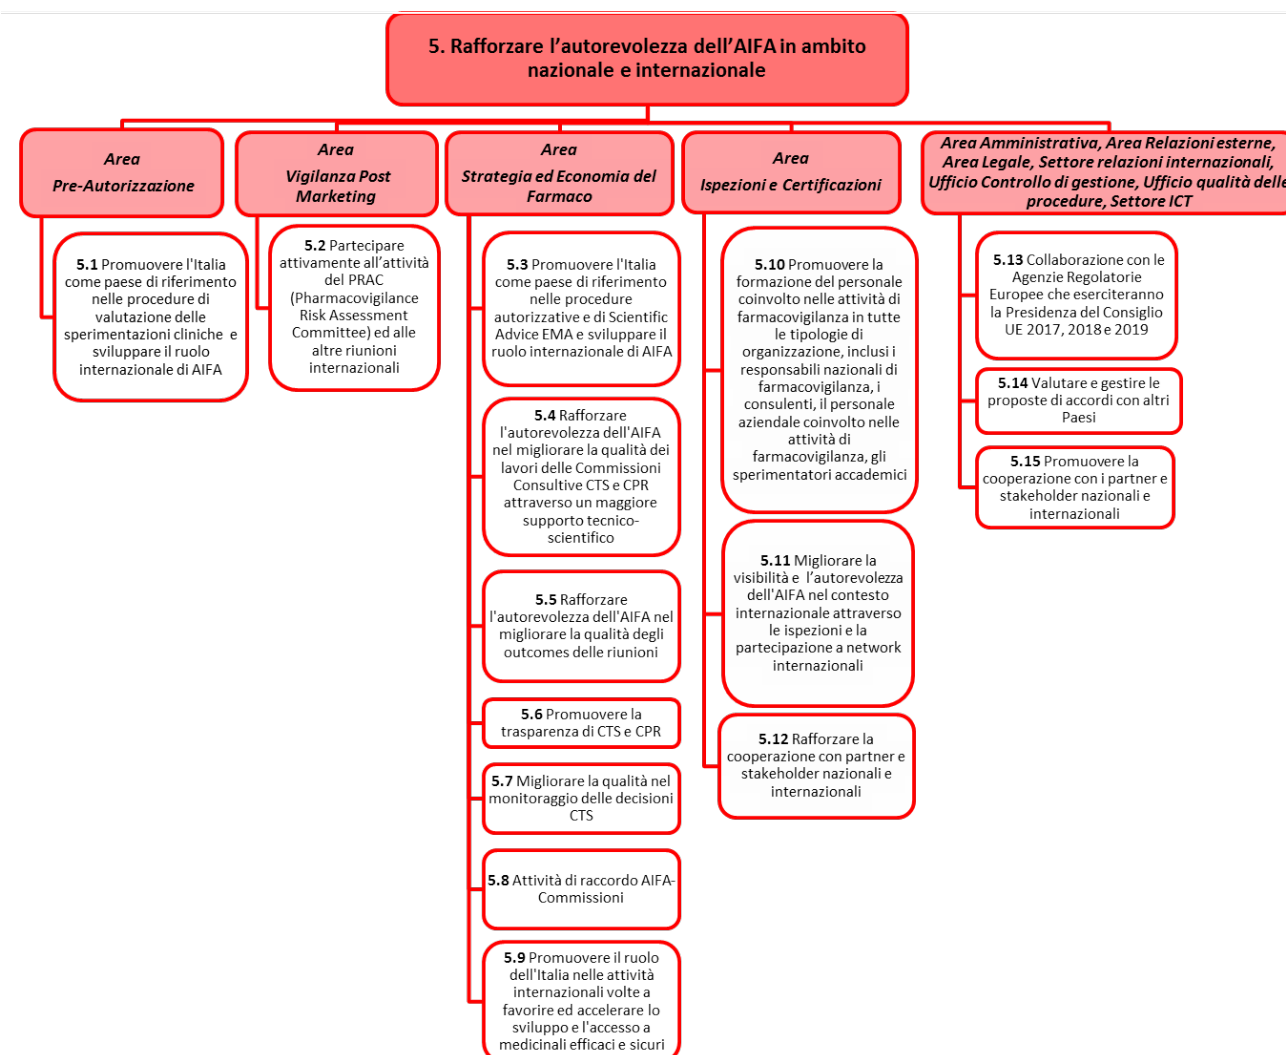 5. Rafforzare l'autorevolezza dell'AIFA in ambito
nazionale e internazionale
Area
Pre-Autorizzazione
5.1 Promuovere l'Italia
come paese di riferimento
nelle procedure di
valutazione delle
sperimentazioni cliniche e
sviluppare il ruolo
internazionale di AIFA
Area
Vigilanza Post
Marketing
5.2 Partecipare
attivamente all'attività
del PRAC
(Pharmacovigilance
Risk Assessment
Committee) ed alle
altre riunioni
internazionali
Area
Strategia ed Economia del
Farmaco
5.3 Promuovere l'Italia
come paese di riferimento
nelle procedure
autorizzative e di Scientific
Advice EMA e sviluppare il
ruolo internazionale di AIFA
5.4 Rafforzare
l'autorevolezza dell'AIFA
nel migliorare la qualità dei
lavori delle Commissioni
Consultive CTS e CPR
attraverso un maggiore
supporto tecnico-
scientifico
5.5 Rafforzare
l'autorevolezza dell'AIFA nel
migliorare la qualità degli
outcomes delle riunioni
5.6 Promuovere la
trasparenza di CTS e CPR
5.7 Migliorare la qualità nel
monitoraggio delle decisioni
CTS
5.8 Attività di raccordo AIFA-
Commissioni
5.9 Promuovere il ruolo
dell'Italia nelle attività
internazionali volte a
favorire ed accelerare lo
sviluppo e l'accesso a
medicinali efficaci e sicuri
Area
Ispezioni e Certificazioni
5.10 Promuovere la
formazione del personale
coinvolto nelle attività di
farmacovigilanza in tutte
le tipologie di
organizzazione, inclusi i
responsabili nazionali di
farmacovigilanza, i
consulenti, il personale
aziendale coinvolto nelle
attività di
farmacovigilanza, gli
sperimentatori accademici
5.11 Migliorare la
visibilità e l'autorevolezza
dell'AIFA nel contesto
internazionale attraverso
le ispezioni e la
partecipazione a network
internazionali
5.12 Rafforzare la
cooperazione con partner e
stakeholder nazionali e
internazionali
Area Amministrativa, Area Relazioni esterne,
Area Legale, Settore relazioni internazionali,
Ufficio Controllo di gestione, Ufficio qualità delle
procedure, Settore ICT
5.13 Collaborazione con le
Agenzie Regolatorie
Europee che eserciteranno
la Presidenza del Consiglio
UE 2017, 2018 e 2019
5.14 Valutare e gestire le
proposte di accordi con altri
Paesi
5.15 Promuovere la
cooperazione con i partner e
stakeholder nazionali e
internazionali